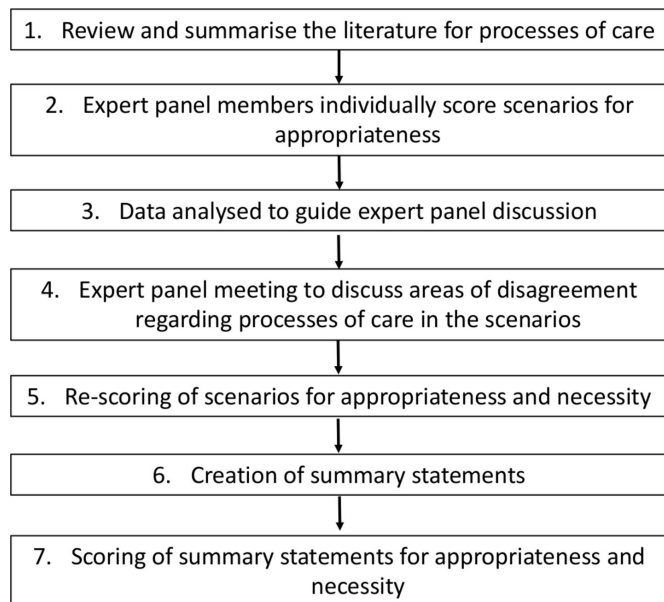 1. Review and summarise the literature for processes of care
2. Expert panel members individually score scenarios for
appropriateness
3. Data analysed to guide expert panel discussion
4. Expert panel meeting to discuss areas of disagreement
regarding processes of care in the scenarios
5. Re-scoring of scenarios for appropriateness and necessity
6. Creation of summary statements
7. Scoring of summary statements for appropriateness and
necessity